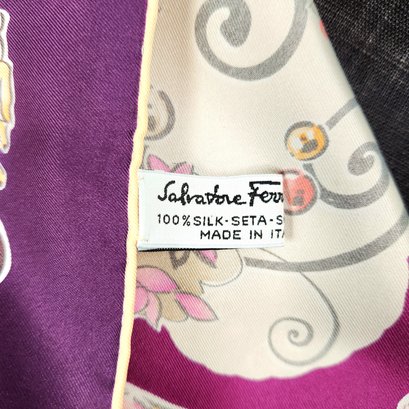 Salvatore Ferr
100% SILK-SETA-S
MADE IN ITA